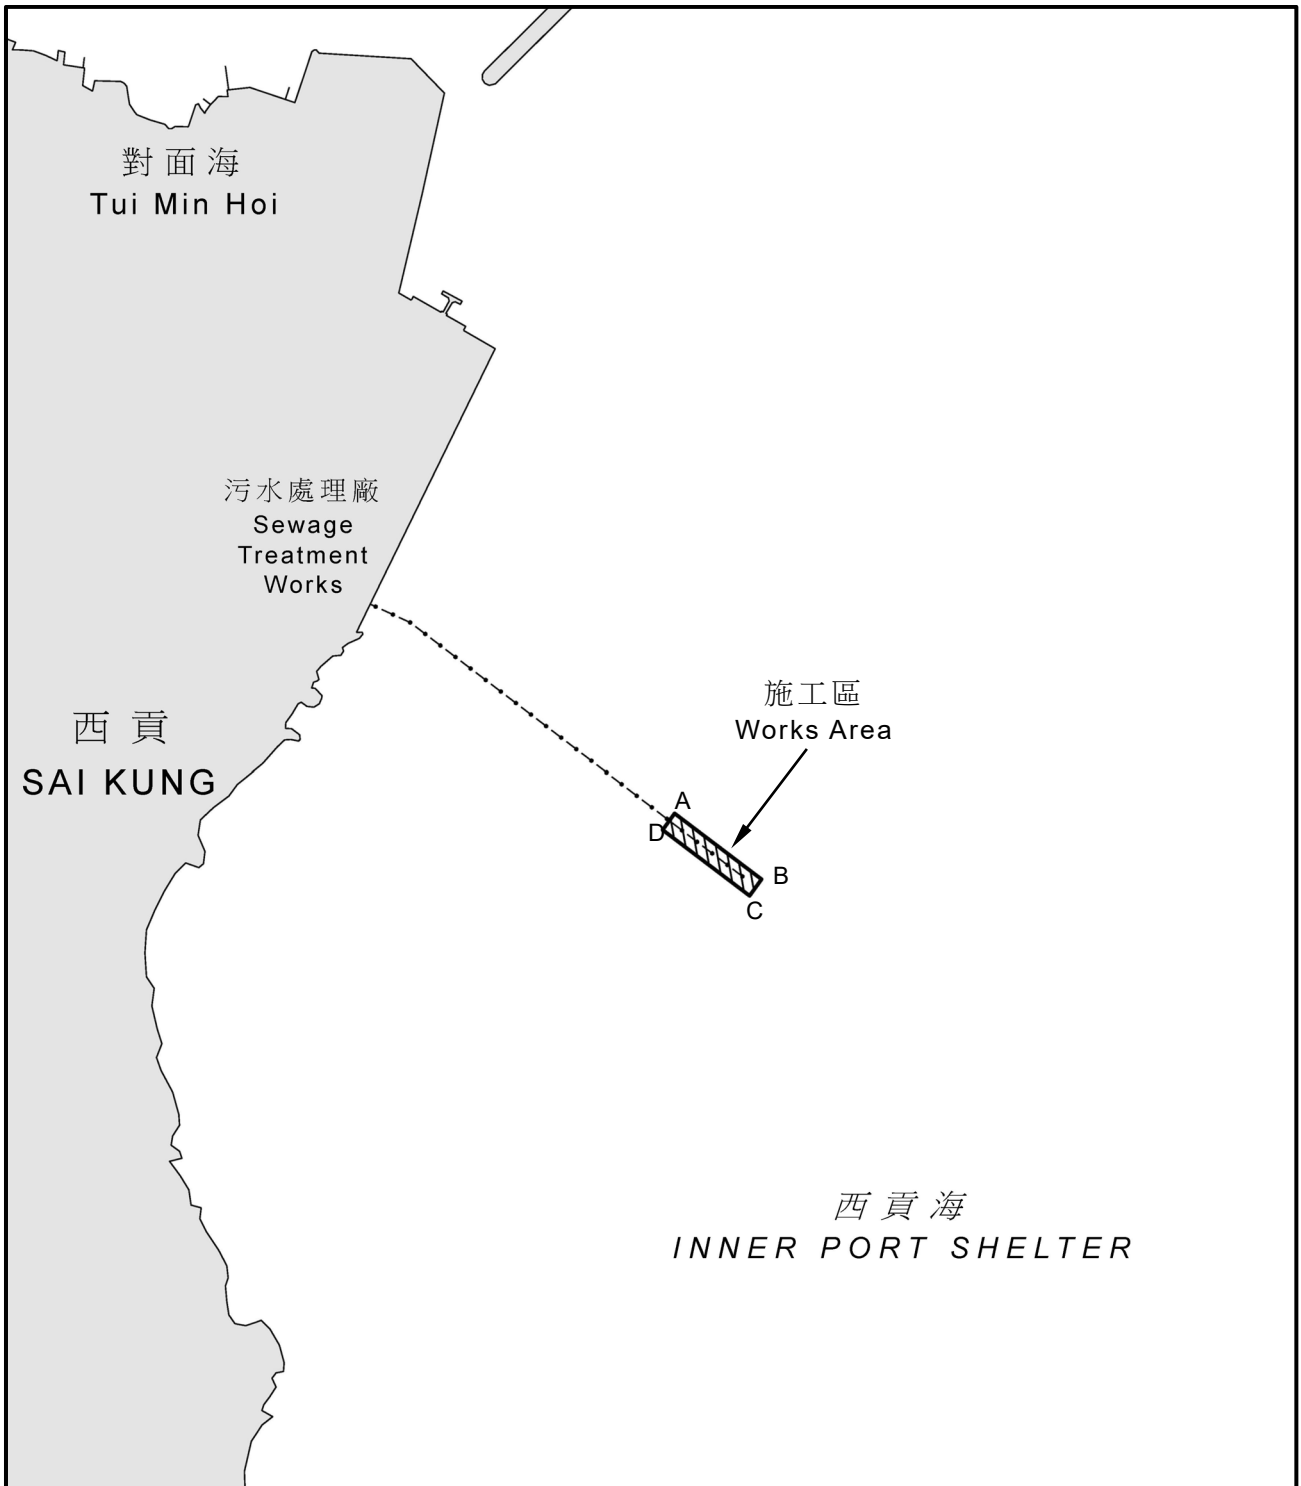 對面海
Tui Min Hoi
污水處理廠
Sewage
Treatment
Works
施工區
Works Area
西貢
SAI KUNG
A
D
B
C
西貢海
INNER PORT SHELTER